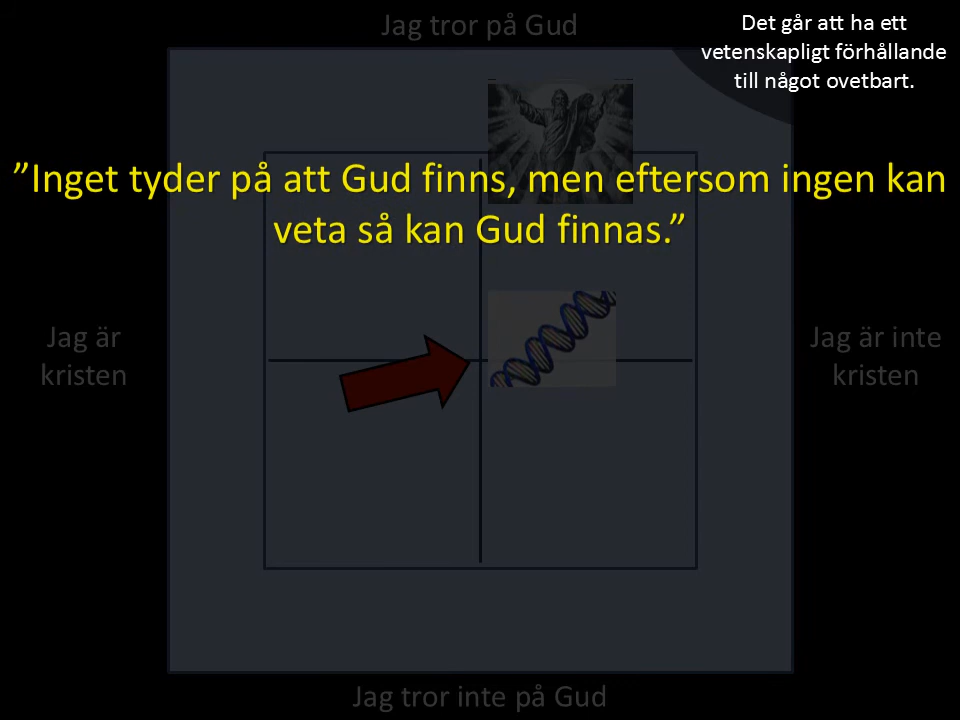 Jag tror på Gud
Det går att ha ett
vetenskapligt förhållande
till något ovetbart.
”Inget tyder på att Gud finns, men eftersom ingen kan
veta så kan Gud finnas.”
Jag är
kristen
Jag är inte
kristen
Jag tror inte på Gud